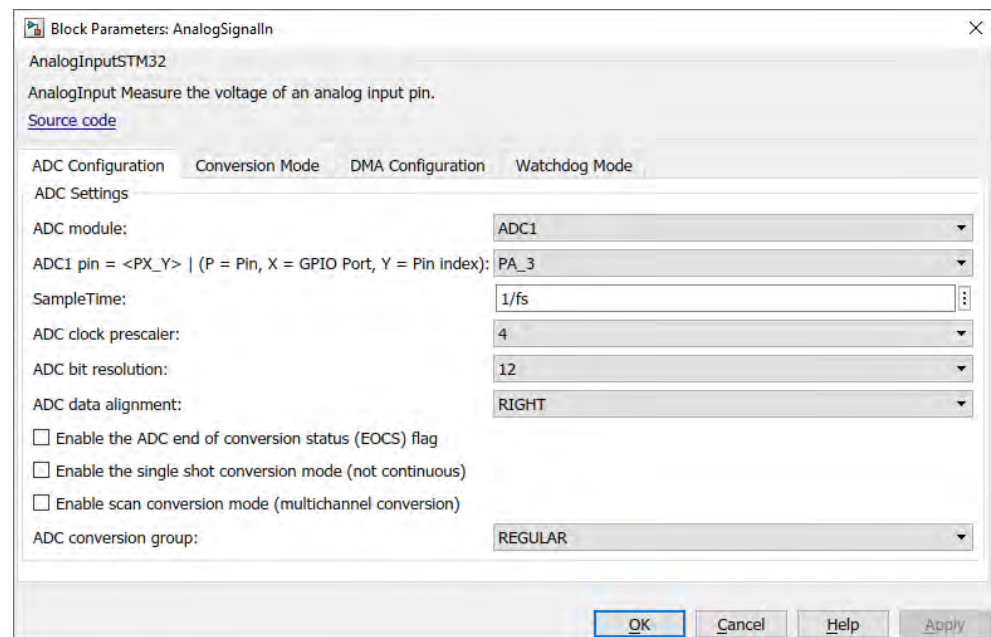 Block Parameters: AnalogSignalIn
AnalogInputSTM32
AnalogInput Measure the voltage of an analog input pin.
Source code
ADC Configuration Conversion Mode DMA Configuration Watchdog Mode
ADC Settings
ADC module: ADC1
ADC1 pin = <PX_Y> | (P = Pin, X = GPIO Port, Y = Pin index): PA_3
SampleTime: 1/fs
ADC clock prescaler: 4
ADC bit resolution: 12
ADC data alignment: RIGHT
Enable the ADC end of conversion status (EOCS) flag
Enable the single shot conversion mode (not continuous)
Enable scan conversion mode (multichannel conversion)
ADC conversion group: REGULAR
OK Cancel Help Apply